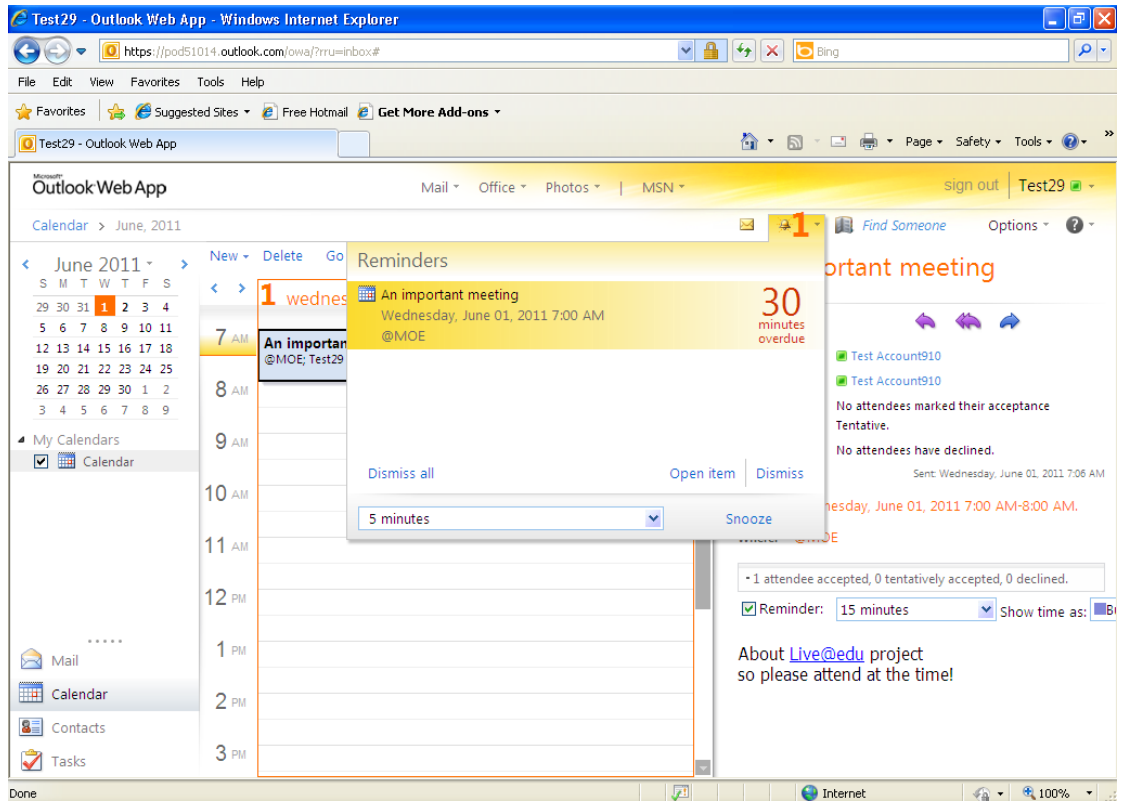 Test29 - Outlook Web App - Windows Internet Explorer
https://pod51014.outlook.com/owa/?rru=inbox#
Bing
File Edit View Favorites Tools Help
Favorites Suggested Sites Free Hotmail Get More Add-ons
Test29 - Outlook Web App
Page Safety Tools
Microsoft®
Outlook Web App
Mail Office Photos | MSN
sign out Test29
Calendar > June, 2011
1
Find Someone
Options
June 2011
S M T W T F S
29 30 31 1 2 3 4
5 6 7 8 9 10 11
12 13 14 15 16 17 18
19 20 21 22 23 24 25
26 27 28 29 30 1 2
3 4 5 6 7 8 9
My Calendars
Calendar
Mail
Calendar
Contacts
Tasks
New Delete Go
1 wednes
7 AM
An importan
@MOE; Test29
8 AM
9 AM
10 AM
11 AM
12 PM
1 PM
2 PM
3 PM
Reminders
An important meeting
Wednesday, June 01, 2011 7:00 AM
@MOE
30
minutes
overdue
Dismiss all
Open item Dismiss
5 minutes
Snooze
ortant meeting
Test Account910
Test Account910
No attendees marked their acceptance
Tentative.
No attendees have declined.
Sent: Wednesday, June 01, 2011 7:06 AM
nesday, June 01, 2011 7:00 AM-8:00 AM.
Where: @MOE
- 1 attendee accepted, 0 tentatively accepted, 0 declined.
Reminder: 15 minutes Show time as: B
About Live@edu project
so please attend at the time!
Done
Internet
100%